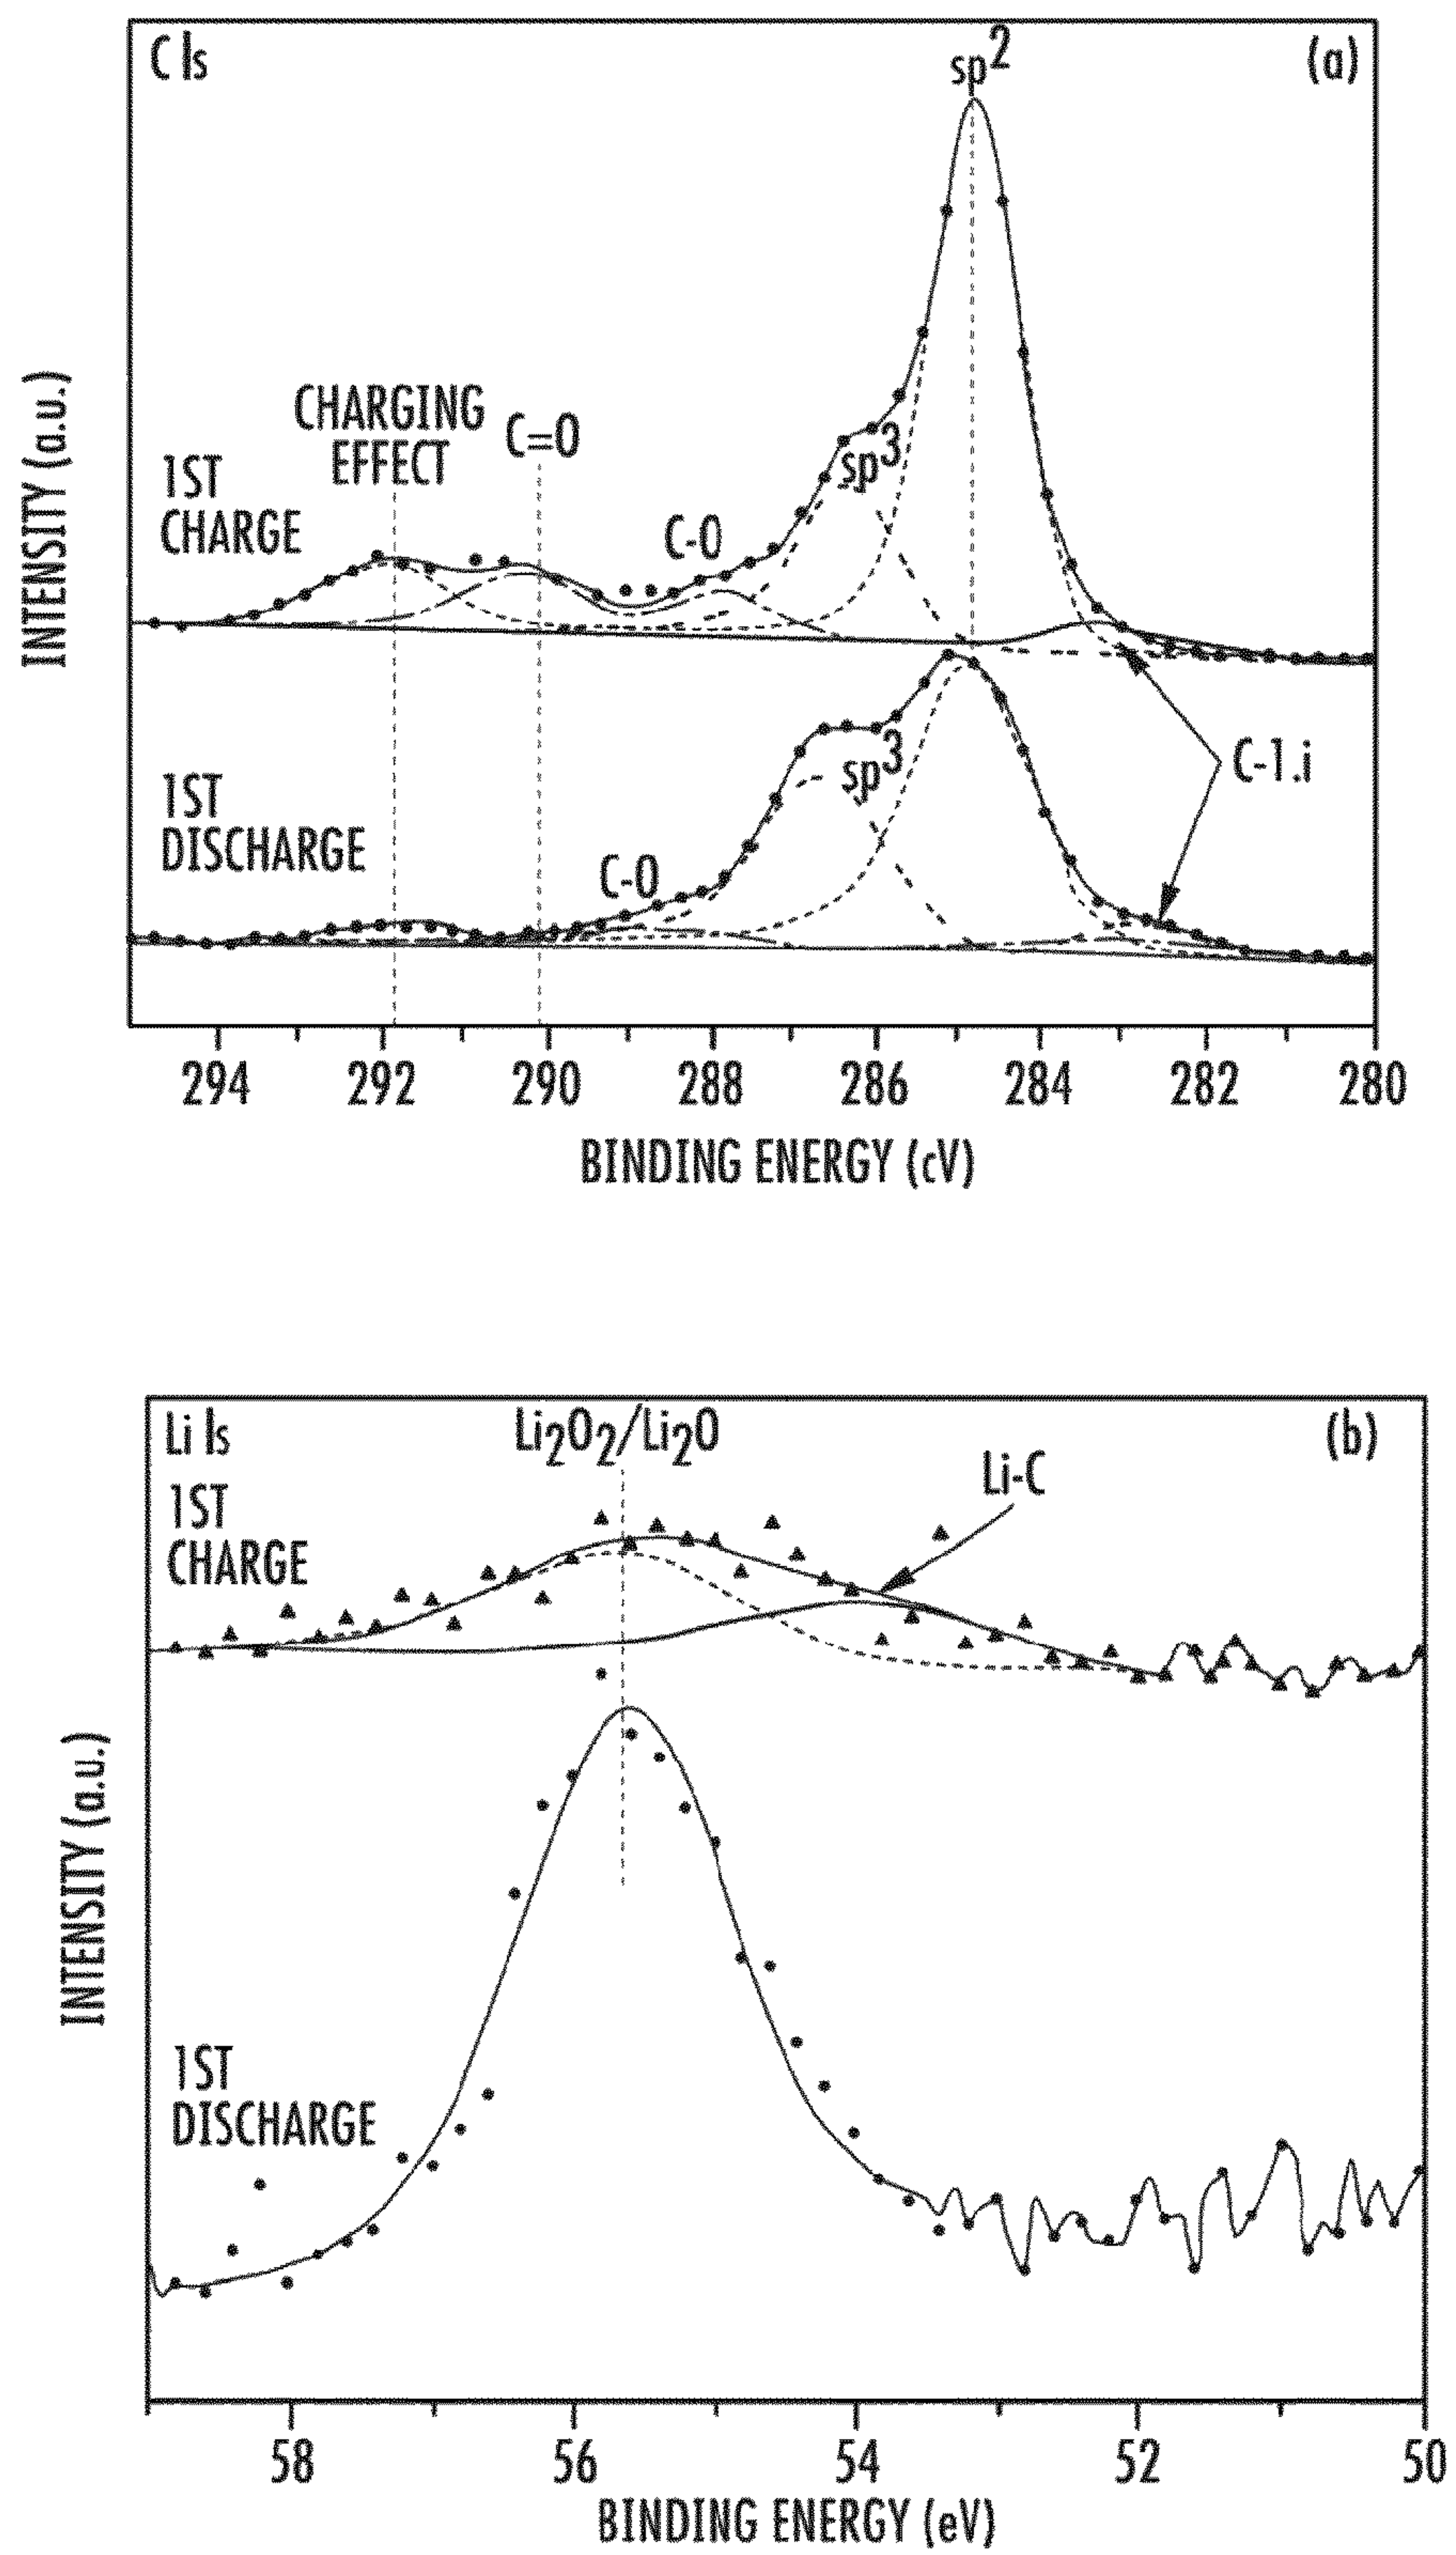 C ls
sp2
(a)
CHARGING
EFFECT
C=O
1ST
CHARGE
C-O
sp3
INTENSITY (a.u.)
C-1.i
1ST
DISCHARGE
C-O
sp3
294 292 290 288 286 284 282 280
BINDING ENERGY (cV)
Li ls
Li2O2/Li2O
(b)
Li-C
1ST
CHARGE
INTENSITY (a.u.)
1ST
DISCHARGE
58 56 54 52 50
BINDING ENERGY (eV)